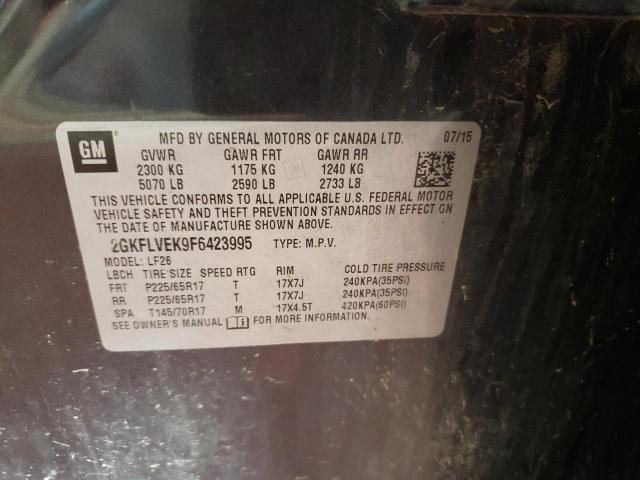 GM
MFD BY GENERAL MOTORS OF CANADA LTD. 07/15
GVWR GAWR FRT GAWR RR
2300 KG 1175 KG 1240 KG
5070 LB 2590 LB 2733 LB
THIS VEHICLE CONFORMS TO ALL APPLICABLE U.S. FEDERAL MOTOR
VEHICLE SAFETY AND THEFT PREVENTION STANDARDS IN EFFECT ON
THE DATE OF MANUFACTURE SHOWN ABOVE.
2GKFLVEK9F6423995 TYPE: M.P.V.
MODEL: LF26
LBCH TIRE SIZE SPEED RTG RIM COLD TIRE PRESSURE
FRT P225/65R17 T 17X7J 240KPA(35PSI)
RR P225/65R17 T 17X7J 240KPA(35PSI)
SPA T145/70R17 M 17X4.5T 420KPA(60PSI)
SEE OWNER'S MANUAL FOR MORE INFORMATION.